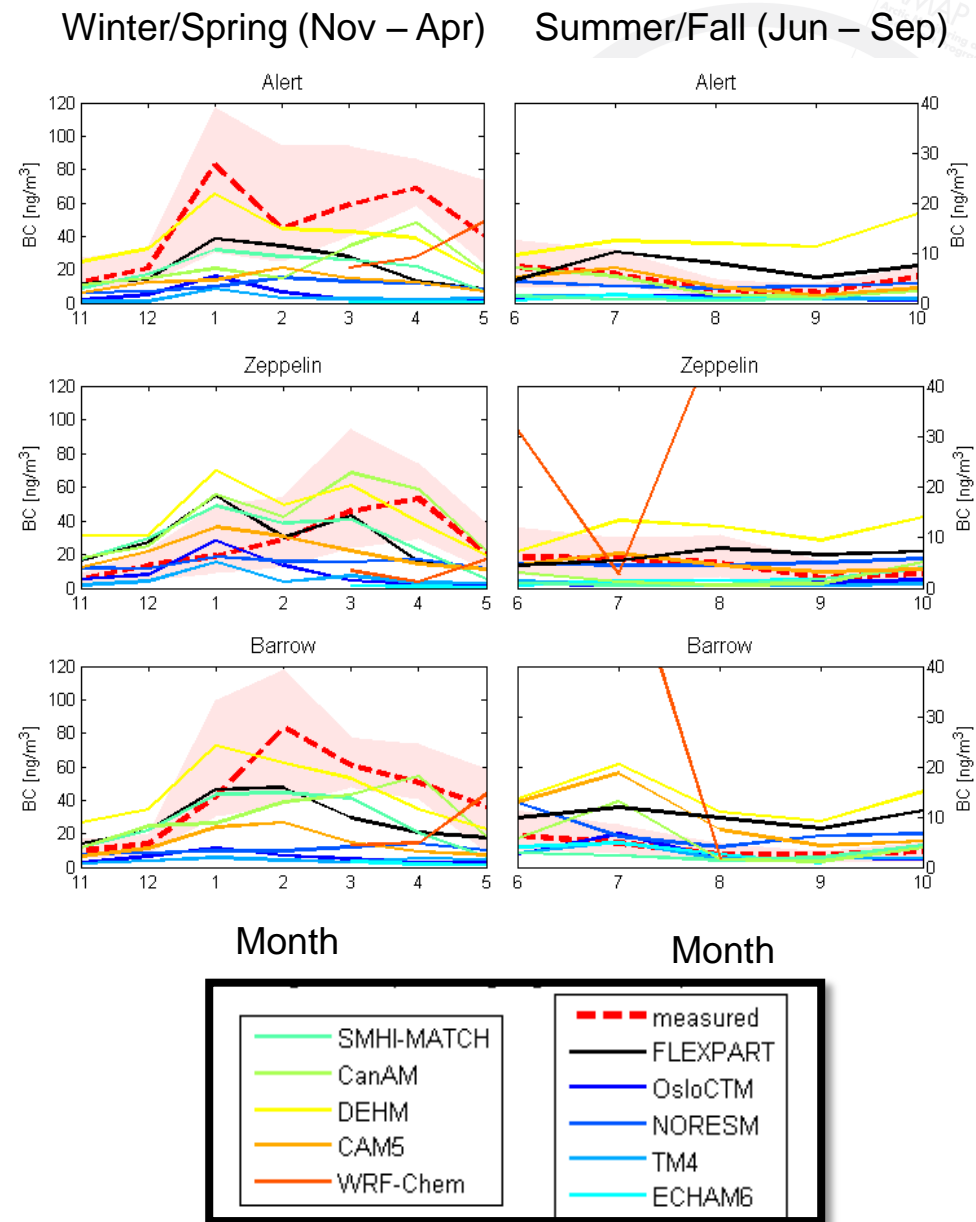 Winter/Spring (Nov – Apr) Summer/Fall (Jun – Sep)
Alert
120
100
80
60
40
20
0
BC [ng/m³]
11 12 1 2 3 4 5
40
30
20
10
0
BC [ng/m³]
6 7 8 9 10
Zeppelin
120
100
80
60
40
20
0
BC [ng/m³]
11 12 1 2 3 4 5
Zeppelin
40
30
20
10
0
BC [ng/m³]
6 7 8 9 10
Barrow
120
100
80
60
40
20
0
BC [ng/m³]
11 12 1 2 3 4 5
Barrow
40
30
20
10
0
BC [ng/m³]
6 7 8 9 10
Month
Month
SMHI-MATCH
CanAM
DEHM
CAM5
WRF-Chem
measured
FLEXPART
OsloCTM
NORESM
TM4
ECHAM6